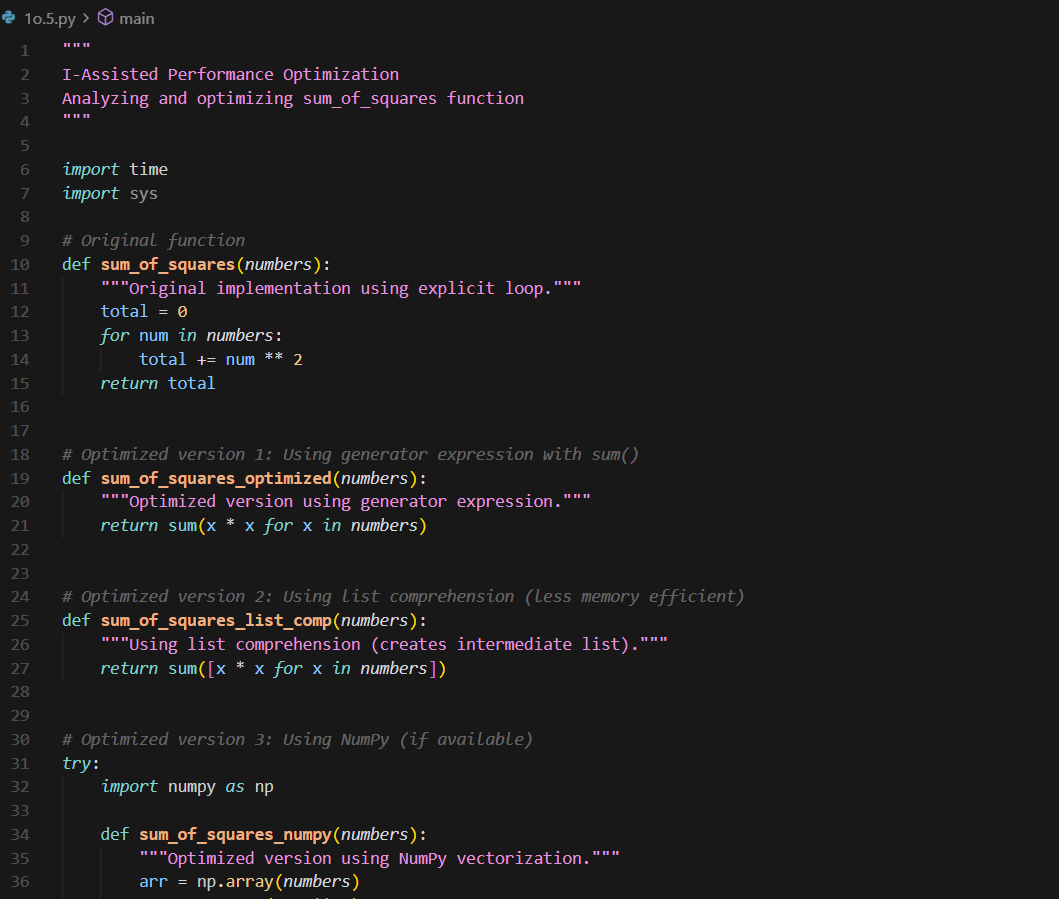 1o.5.py > main
1 """
2 I-Assisted Performance Optimization
3 Analyzing and optimizing sum_of_squares function
4 """
5
6 import time
7 import sys
8
9 # Original function
10 def sum_of_squares(numbers):
11     """Original implementation using explicit loop."""
12     total = 0
13     for num in numbers:
14         total += num ** 2
15     return total
16
17
18 # Optimized version 1: Using generator expression with sum()
19 def sum_of_squares_optimized(numbers):
20     """Optimized version using generator expression."""
21     return sum(x * x for x in numbers)
22
23
24 # Optimized version 2: Using list comprehension (less memory efficient)
25 def sum_of_squares_list_comp(numbers):
26     """Using list comprehension (creates intermediate list)."""
27     return sum([x * x for x in numbers])
28
29
30 # Optimized version 3: Using NumPy (if available)
31 try:
32     import numpy as np
33
34     def sum_of_squares_numpy(numbers):
35         """Optimized version using NumPy vectorization."""
36         arr = np.array(numbers)